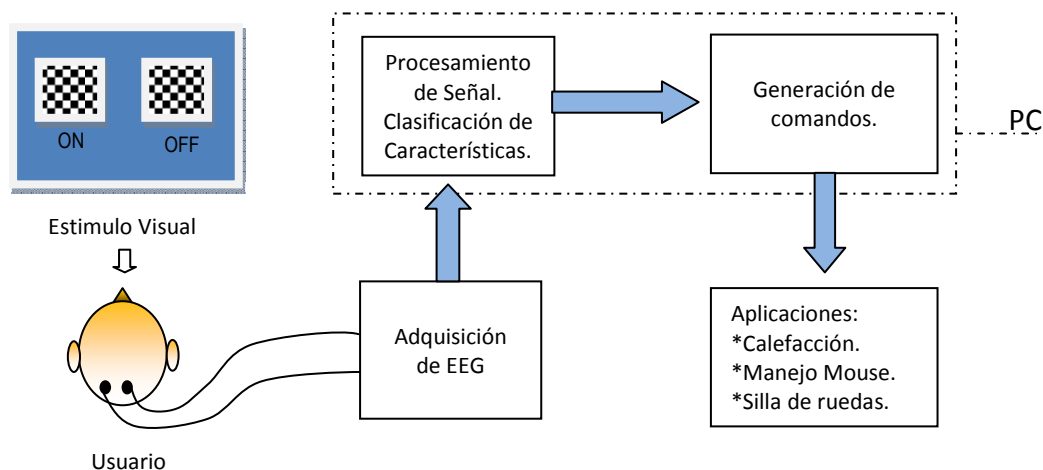 ON
OFF
Estimulo Visual
Usuario
Adquisición
de EEG
Procesamiento
de Señal.
Clasificación de
Características.
Generación de
comandos.
PC
Aplicaciones:
*Calefacción.
*Manejo Mouse.
*Silla de ruedas.